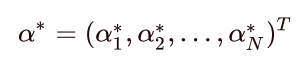 α* = (α₁*, α₂*, . . . , α_N*)ᵀ